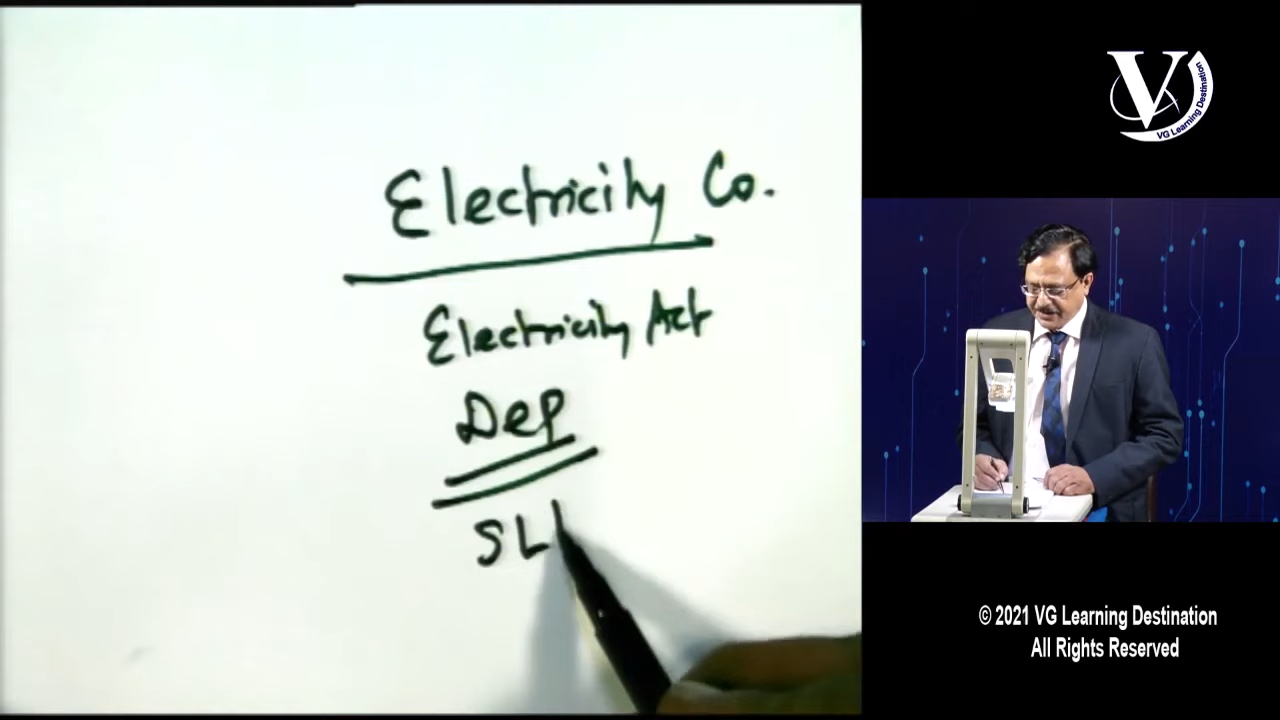 Electricity Co.
Electricity Act
Dep
SL
V
VG Learning Destination
© 2021 VG Learning Destination
All Rights Reserved